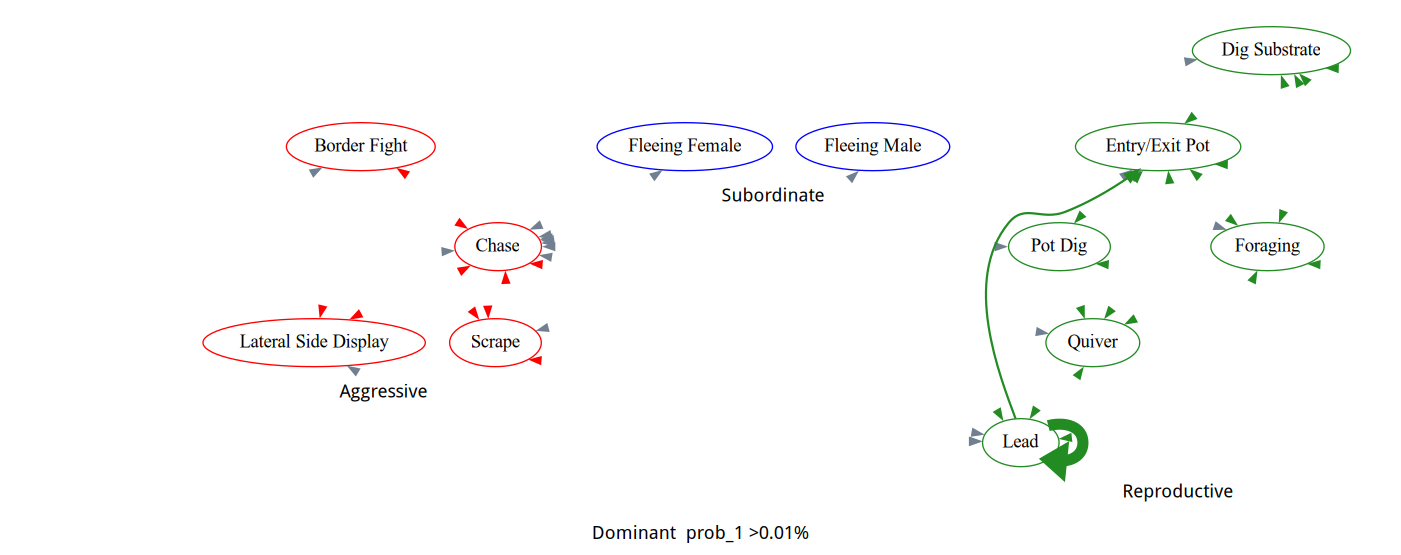 Dig Substrate
Border Fight
Fleeing Female
Fleeing Male
Entry/Exit Pot
Subordinate
Chase
Pot Dig
Foraging
Lateral Side Display
Scrape
Quiver
Aggressive
Lead
Reproductive
Dominant prob_1 >0.01%